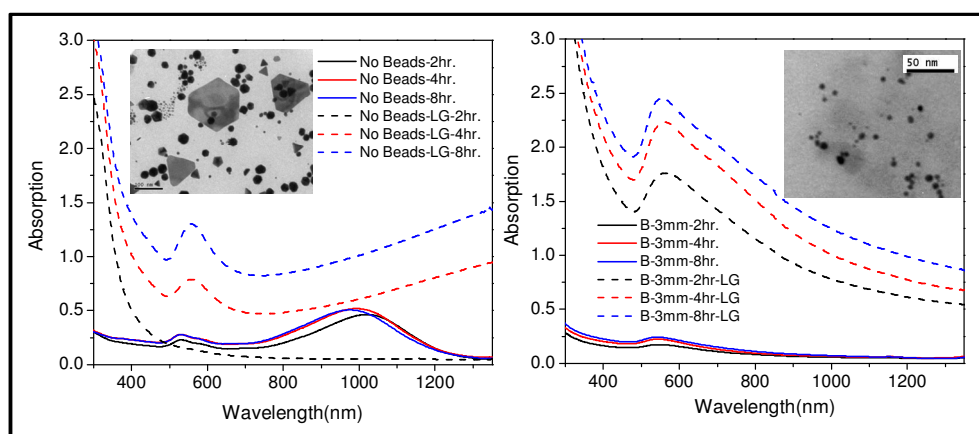 3.0
2.5
2.0
1.5
1.0
0.5
0.0
Absorption
400 600 800 1000 1200
Wavelength(nm)
No Beads-2hr.
No Beads-4hr.
No Beads-8hr.
No Beads-LG-2hr.
No Beads-LG-4hr.
No Beads-LG-8hr.
3.0
2.5
2.0
1.5
1.0
0.5
0.0
Absorption
400 600 800 1000 1200
Wavelength(nm)
50 nm
B-3mm-2hr.
B-3mm-4hr.
B-3mm-8hr.
B-3mm-2hr-LG
B-3mm-4hr-LG
B-3mm-8hr-LG